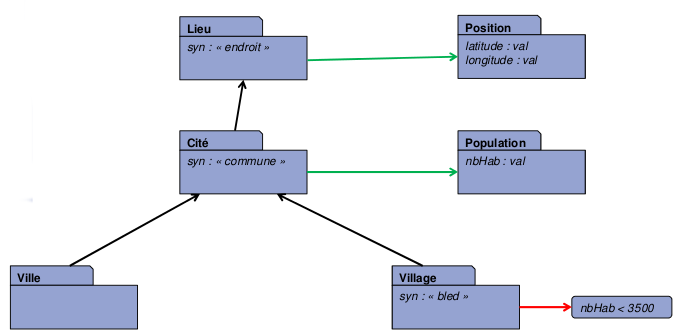 Lieu
syn : « endroit »
Position
latitude : val
longitude : val
Cité
syn : « commune »
Population
nbHab : val
Ville
Village
syn : « bled »
nbHab < 3500